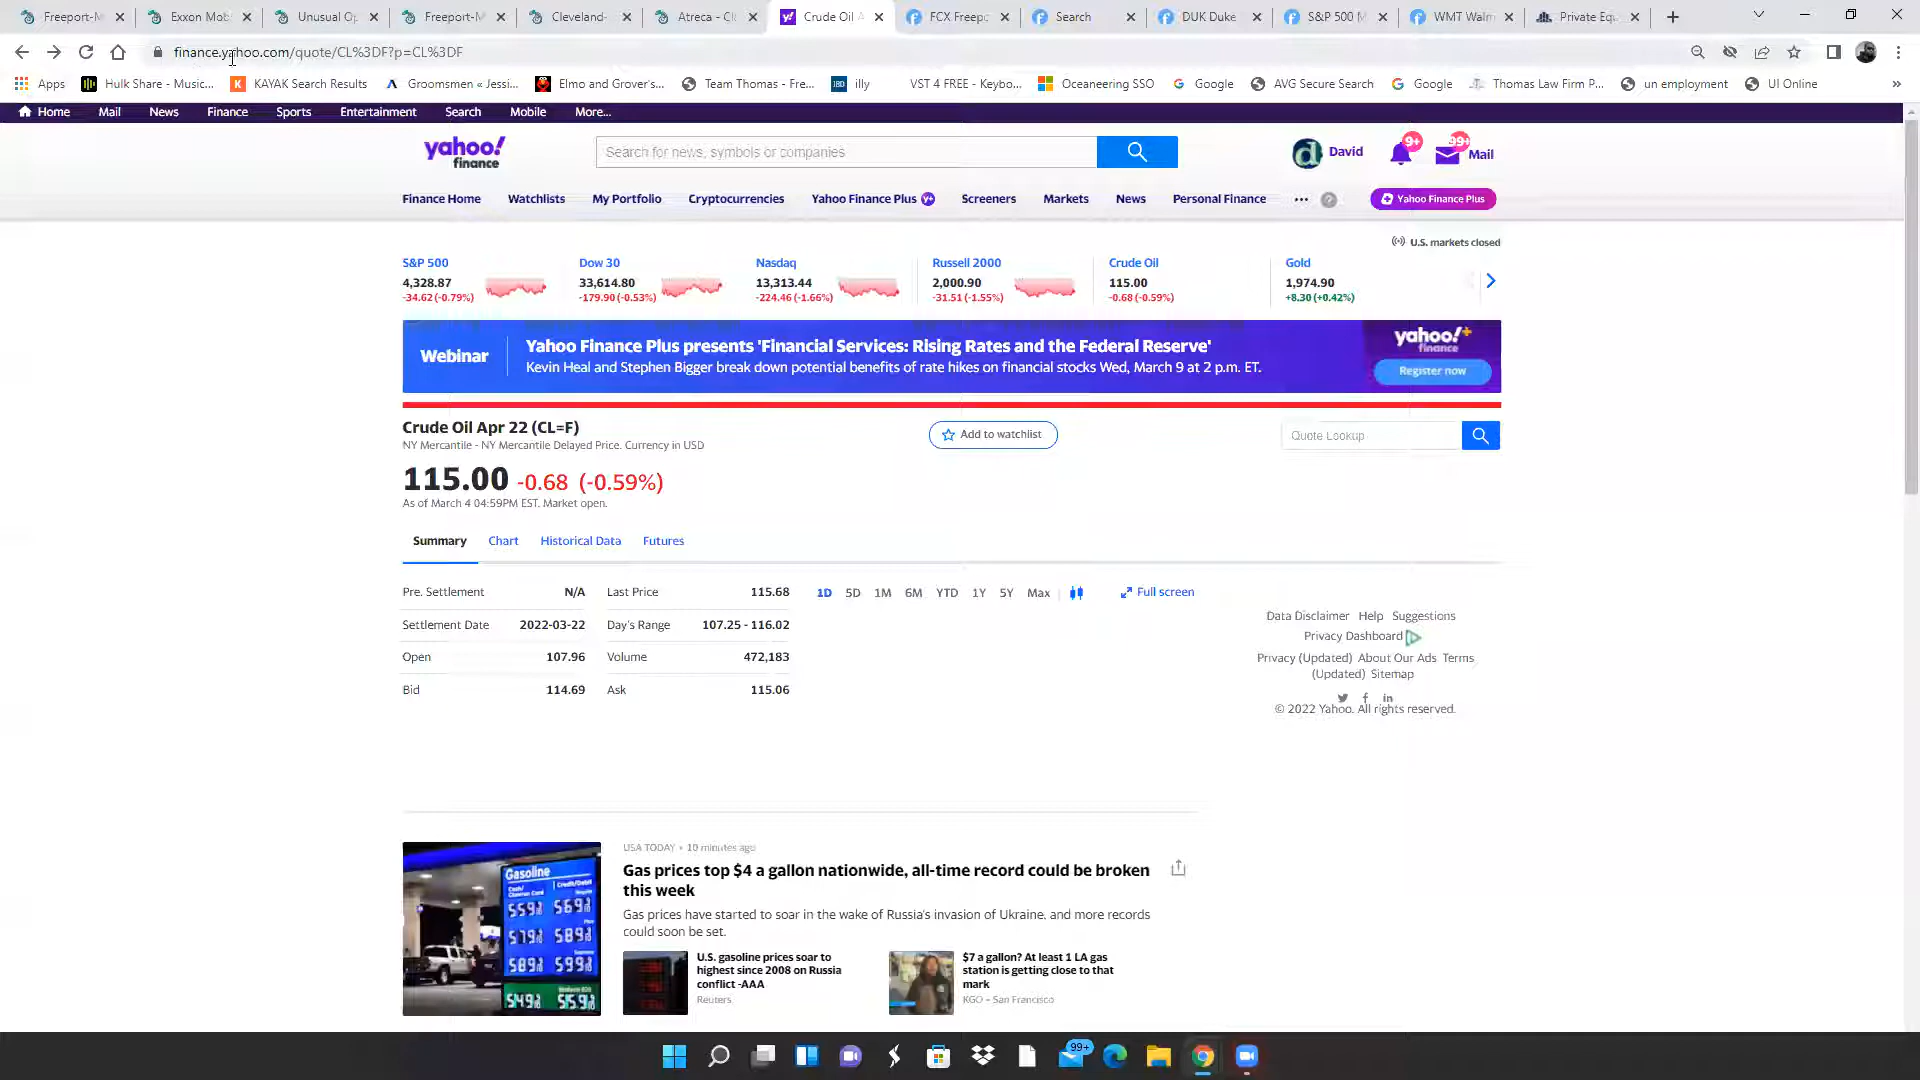 Freeport-M
Exxon Mob
Unusual Op
Freeport-M
Cleveland-
Atreca - Cl
Crude Oil A
FCX Freepo
Search
DUK Duke
S&P 500 M
WMT Walm
Private Equ
finance.yahoo.com/quote/CL%3DF?p=CL%3DF
Apps
Hulk Share - Music...
KAYAK Search Results
Groomsmen « Jessi...
Elmo and Grover's...
Team Thomas - Fre...
IBD
illy
VST 4 FREE - Keybo...
Oceaneering SSO
Google
AVG Secure Search
Google
Thomas Law Firm P...
un employment
UI Online
»
Home
Mail
News
Finance
Sports
Entertainment
Search
Mobile
More...
yahoo!
finance
Search for news, symbols or companies
David
9+
99+
Mail
Finance Home
Watchlists
My Portfolio
Cryptocurrencies
Yahoo Finance Plus
Screeners
Markets
News
Personal Finance
...
Yahoo Finance Plus
U.S. markets closed
S&P 500
4,328.87
-34.62 (-0.79%)
Dow 30
33,614.80
-179.90 (-0.53%)
Nasdaq
13,313.44
-224.46 (-1.66%)
Russell 2000
2,000.90
-31.51 (-1.55%)
Crude Oil
115.00
-0.68 (-0.59%)
Gold
1,974.90
+8.30 (+0.42%)
Webinar
Yahoo Finance Plus presents 'Financial Services: Rising Rates and the Federal Reserve'
Kevin Heal and Stephen Bigger break down potential benefits of rate hikes on financial stocks Wed, March 9 at 2 p.m. ET.
yahoo!+
finance
Register now
Crude Oil Apr 22 (CL=F)
NY Mercantile - NY Mercantile Delayed Price. Currency in USD
Add to watchlist
Quote Lookup
115.00 -0.68 (-0.59%)
As of March 4 04:59PM EST. Market open.
Summary
Chart
Historical Data
Futures
Pre. Settlement N/A
Settlement Date 2022-03-22
Open 107.96
Bid 114.69
Last Price 115.68
Day's Range 107.25 - 116.02
Volume 472,183
Ask 115.06
1D 5D 1M 6M YTD 1Y 5Y Max
Full screen
Data Disclaimer Help Suggestions
Privacy Dashboard
Privacy (Updated) About Our Ads Terms
(Updated) Sitemap
© 2022 Yahoo. All rights reserved.
USA TODAY • 10 minutes ago
Gas prices top $4 a gallon nationwide, all-time record could be broken
this week
Gas prices have started to soar in the wake of Russia's invasion of Ukraine, and more records
could soon be set.
Gasoline
U.S. gasoline prices soar to
highest since 2008 on Russia
conflict -AAA
Reuters
$7 a gallon? At least 1 LA gas
station is getting close to that
mark
KGO – San Francisco
99+